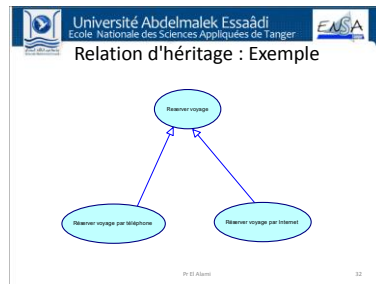 Université Abdelmalek Essaâdi
Ecole Nationale des Sciences Appliquées de Tanger
ENSA
Relation d'héritage : Exemple
Reserver voyage
Réserver voyage par téléphone
Réserver voyage par Internet
Pr El Alami
32